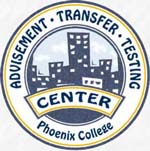 ADVISEMENT · TRANSFER · TESTING
CENTER
Phoenix College